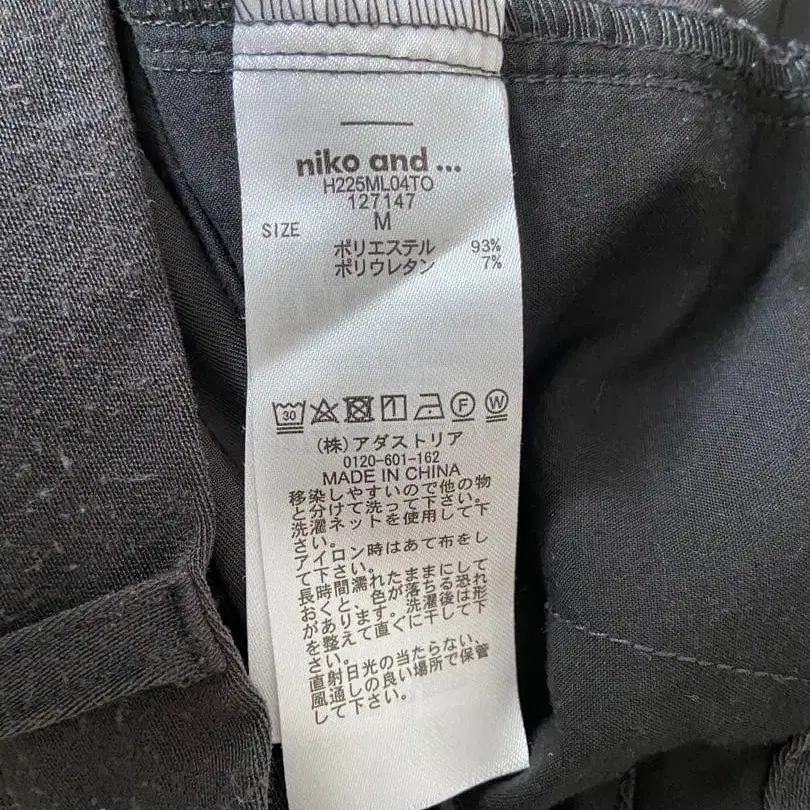 niko and ...
H225ML04TO
127147
SIZE M
ポリエステル 93%
ポリウレタン 7%
30 F W
(株)アダストリア
0120-601-162
MADE IN CHINA
移染しやすいので他の物
と分けて洗って下さい。
洗濯ネットを使用して下
さい。
アイロン時はあて布をし
て下さい。
長時間濡れたままにして
おくと、色が落ちる恐れ
があります。洗濯後は形
を整えて直ぐに干して下
さい。
直射日光の当たらない、
風通しの良い場所で保管
して下さい。